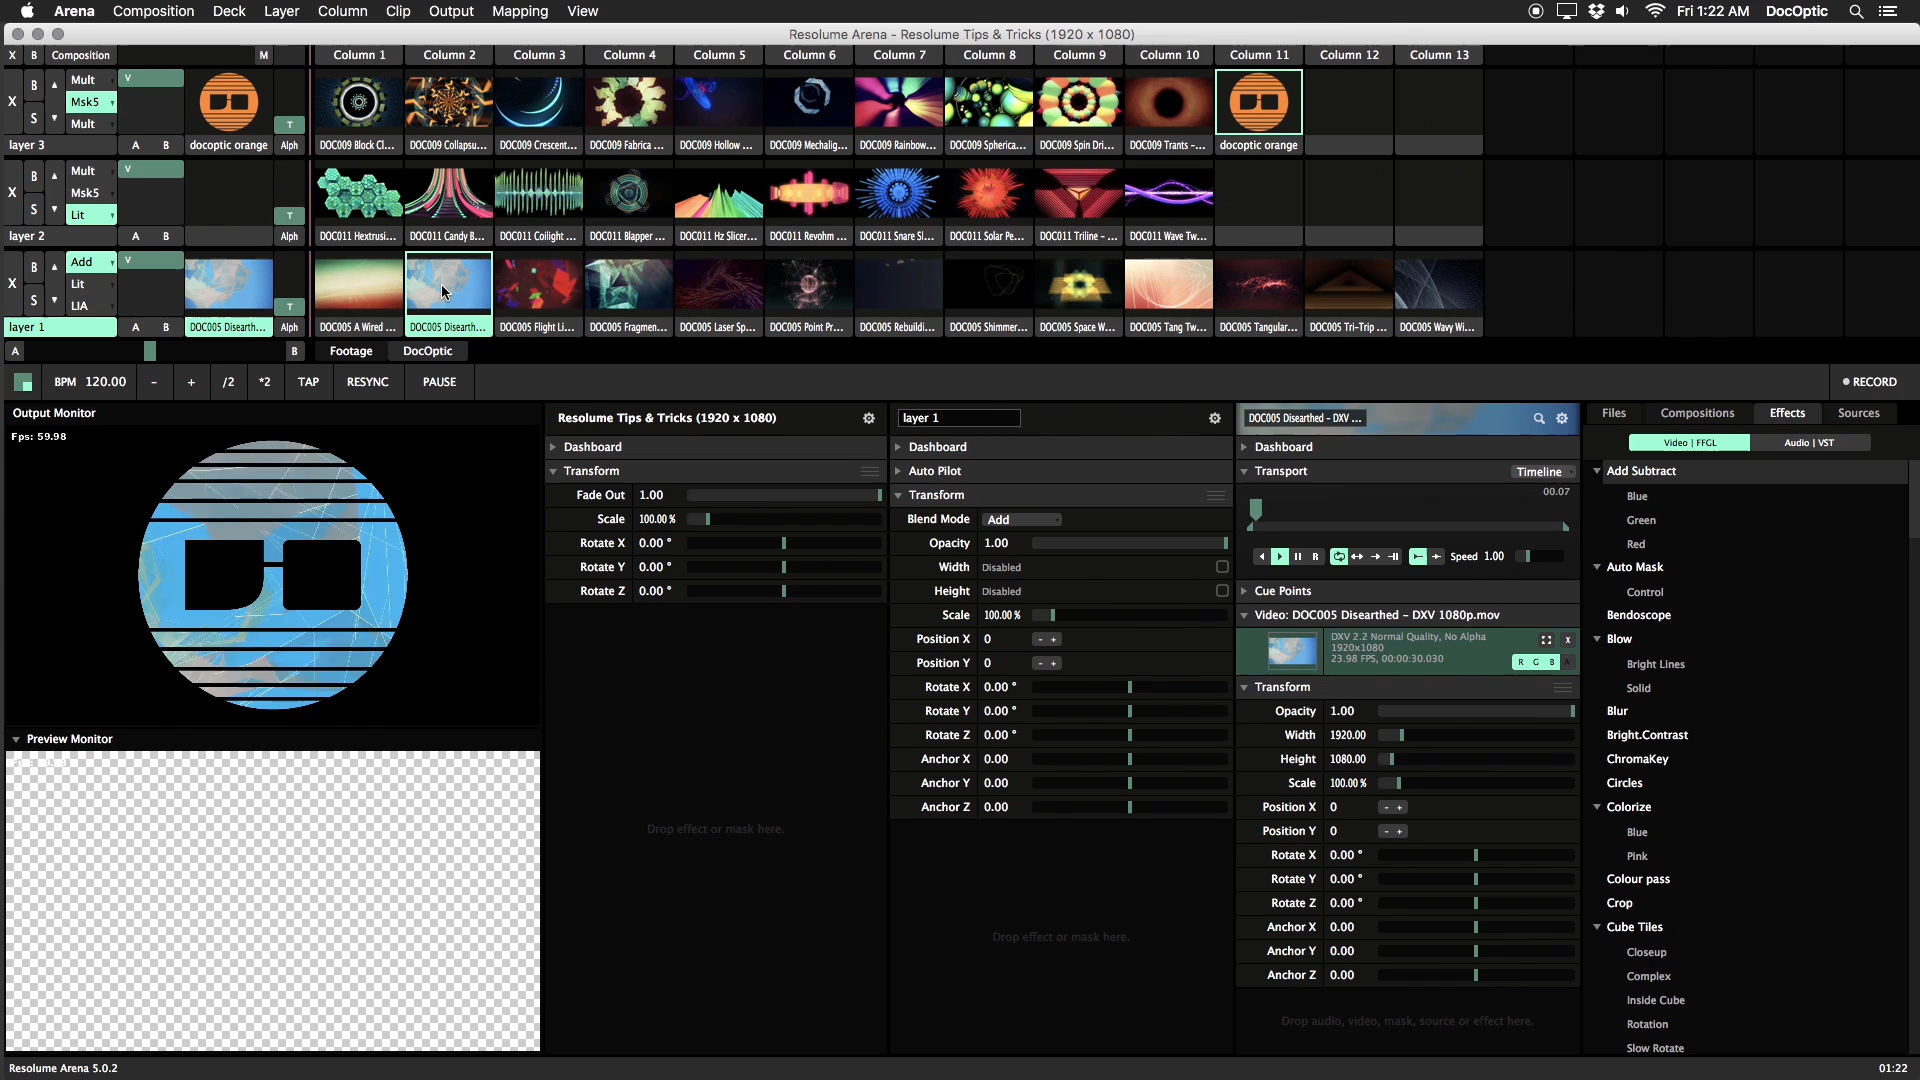 Arena Composition Deck Layer Column Clip Output Mapping View Fri 1:22 AM DocOptic
Resolume Arena - Resolume Tips & Tricks (1920 x 1080)
X B Composition M Column 1 Column 2 Column 3 Column 4 Column 5 Column 6 Column 7 Column 8 Column 9 Column 10 Column 11 Column 12 Column 13
B Mult V
X Msk5
S Mult T
layer 3 A B docoptic orange Alph DOC009 Block Cl... DOC009 Collapsu... DOC009 Crescent... DOC009 Fabrica ... DOC009 Hollow ... DOC009 Mechalig... DOC009 Rainbow... DOC009 Spherica... DOC009 Spin Dri... DOC009 Trants -... docoptic orange
B Mult V
X Msk5
S Lit T
layer 2 A B Alph DOC011 Hextrusi... DOC011 Candy B... DOC011 Coilight ... DOC011 Blapper ... DOC011 Hz Slicer... DOC011 Revohm ... DOC011 Snare Sl... DOC011 Solar Pe... DOC011 Triline - ... DOC011 Wave Tw...
B Add V
X Lit
S LIA T
layer 1 A B DOC005 Disearth... Alph DOC005 A Wired ... DOC005 Disearth... DOC005 Flight Li... DOC005 Fragmen... DOC005 Laser Sp... DOC005 Point Pr... DOC005 Rebuildi... DOC005 Shimmer... DOC005 Space W... DOC005 Tang Tw... DOC005 Tangular... DOC005 Tri-Trip ... DOC005 Wavy Wi...
A B Footage DocOptic
BPM 120.00 - + /2 *2 TAP RESYNC PAUSE RECORD
Output Monitor
Fps: 59.98
Preview Monitor
Resolume Tips & Tricks (1920 x 1080)
Dashboard
Transform
Fade Out 1.00
Scale 100.00 %
Rotate X 0.00 °
Rotate Y 0.00 °
Rotate Z 0.00 °
Drop effect or mask here.
layer 1
Dashboard
Auto Pilot
Transform
Blend Mode Add
Opacity 1.00
Width Disabled
Height Disabled
Scale 100.00 %
Position X 0 - +
Position Y 0 - +
Rotate X 0.00 °
Rotate Y 0.00 °
Rotate Z 0.00 °
Anchor X 0.00
Anchor Y 0.00
Anchor Z 0.00
Drop effect or mask here.
DOC005 Disearthed - DXV ...
Dashboard
Transport Timeline
00.07
R Speed 1.00
Cue Points
Video: DOC005 Disearthed - DXV 1080p.mov
DXV 2.2 Normal Quality, No Alpha X
1920x1080
23.98 FPS, 00:00:30.030 R G B A
Transform
Opacity 1.00
Width 1920.00
Height 1080.00
Scale 100.00 %
Position X 0 - +
Position Y 0 - +
Rotate X 0.00 °
Rotate Y 0.00 °
Rotate Z 0.00 °
Anchor X 0.00
Anchor Y 0.00
Anchor Z 0.00
Drop audio, video, mask, source or effect here.
Files Compositions Effects Sources
Video | FFGL Audio | VST
Add Subtract
Blue
Green
Red
Auto Mask
Control
Bendoscope
Blow
Bright Lines
Solid
Blur
Bright.Contrast
ChromaKey
Circles
Colorize
Blue
Pink
Colour pass
Crop
Cube Tiles
Closeup
Complex
Inside Cube
Rotation
Slow Rotate
Resolume Arena 5.0.2 01:22